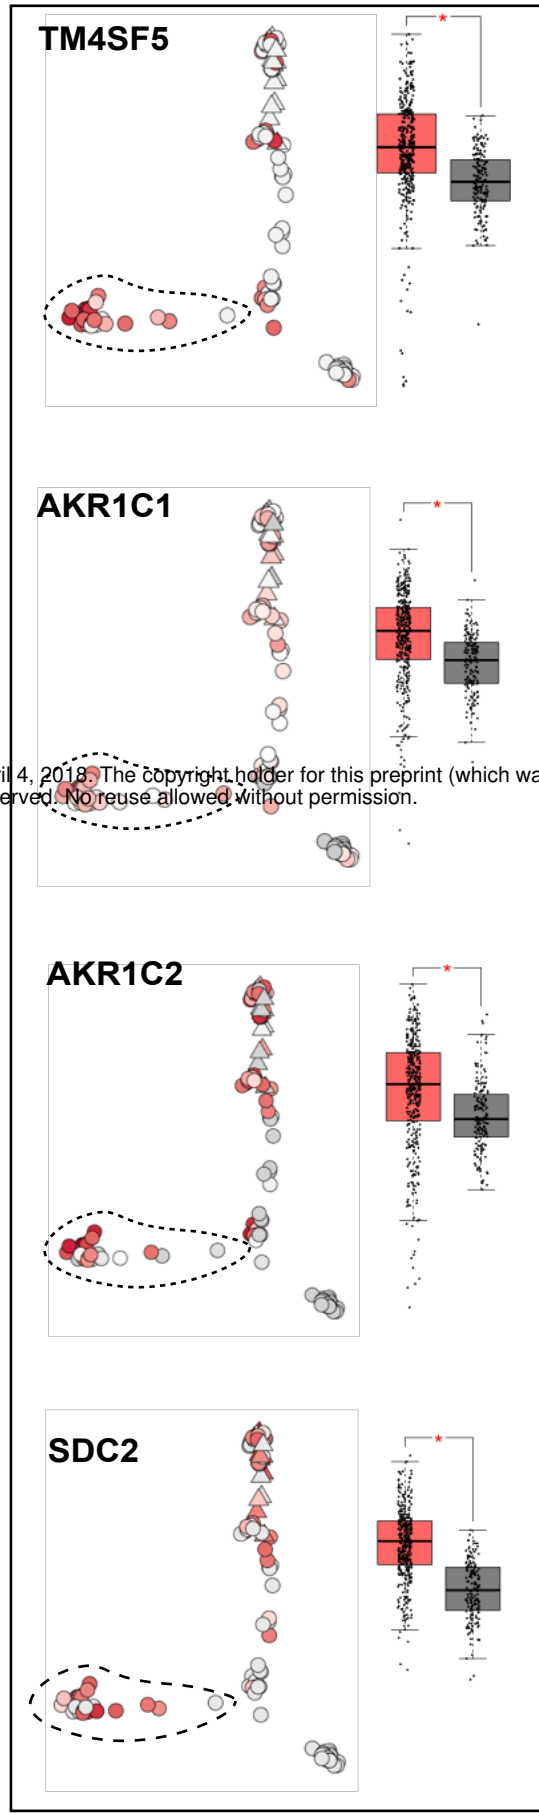 TM4SF5
*
AKR1C1
*
ril 4, 2018. The copyright holder for this preprint (which wa
erved. No reuse allowed without permission.
AKR1C2
*
SDC2
*